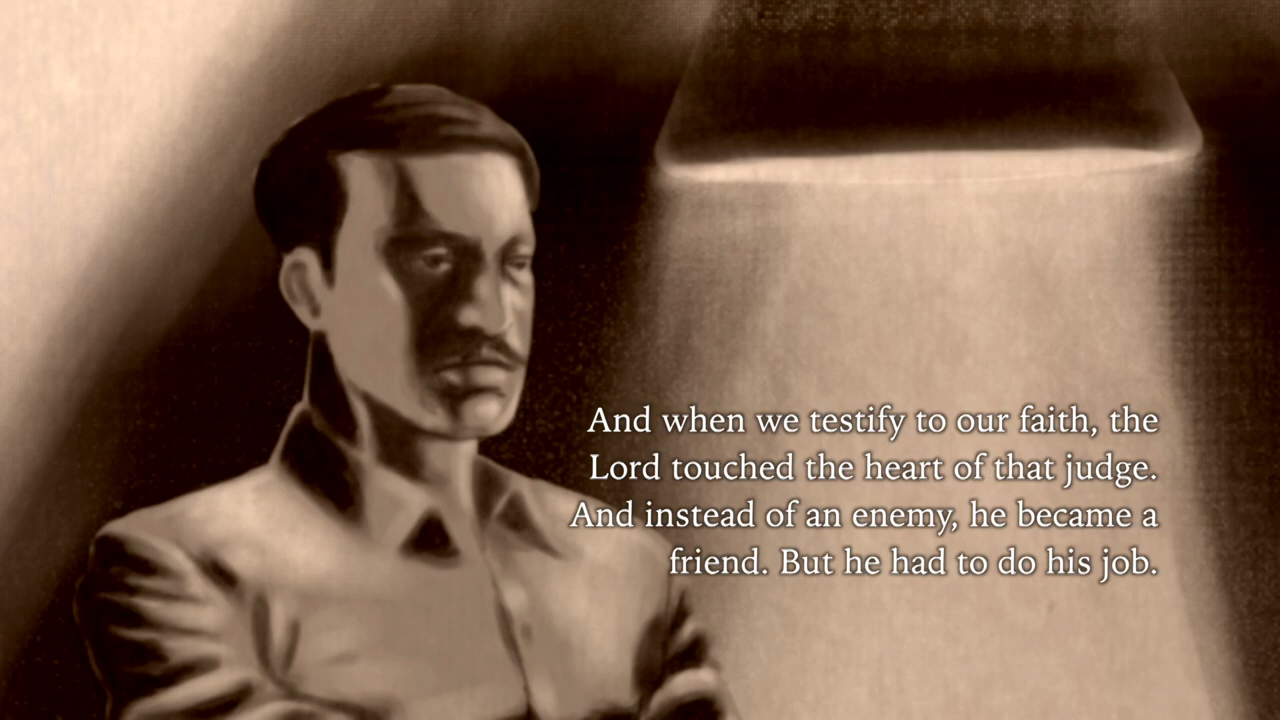 And when we testify to our faith, the
Lord touched the heart of that judge.
And instead of an enemy, he became a
friend. But he had to do his job.